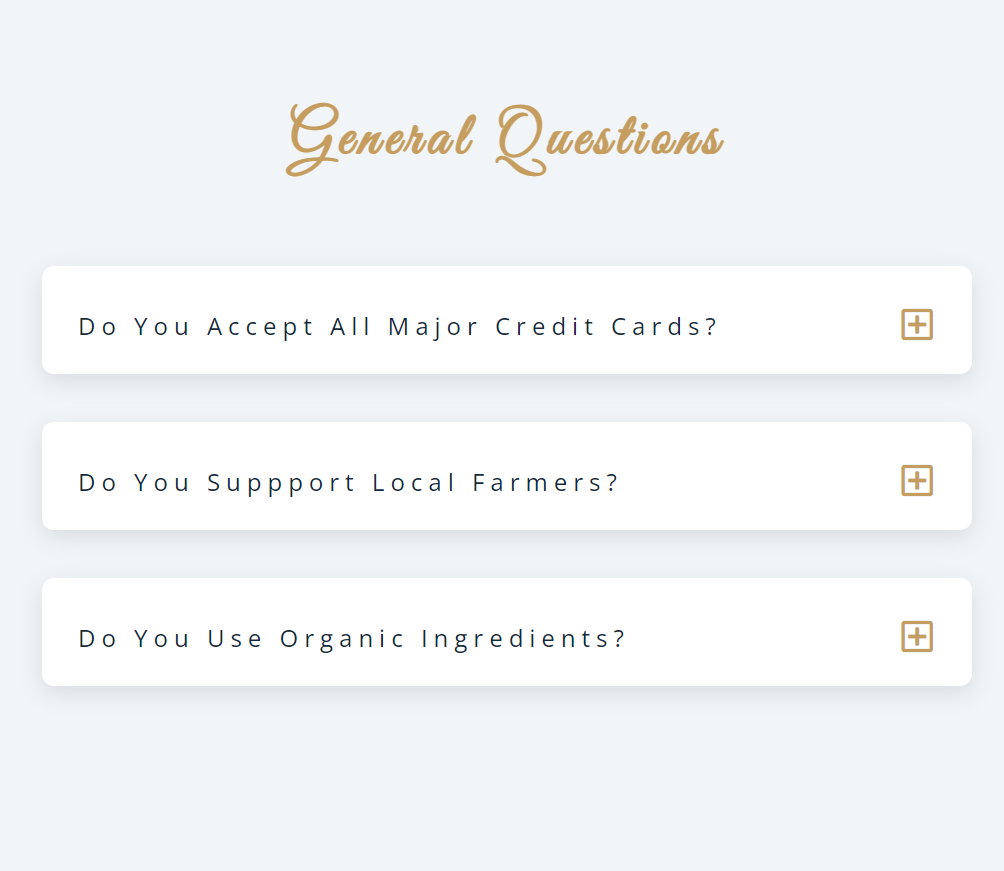 General Questions
Do You Accept All Major Credit Cards?
Do You Suppport Local Farmers?
Do You Use Organic Ingredients?